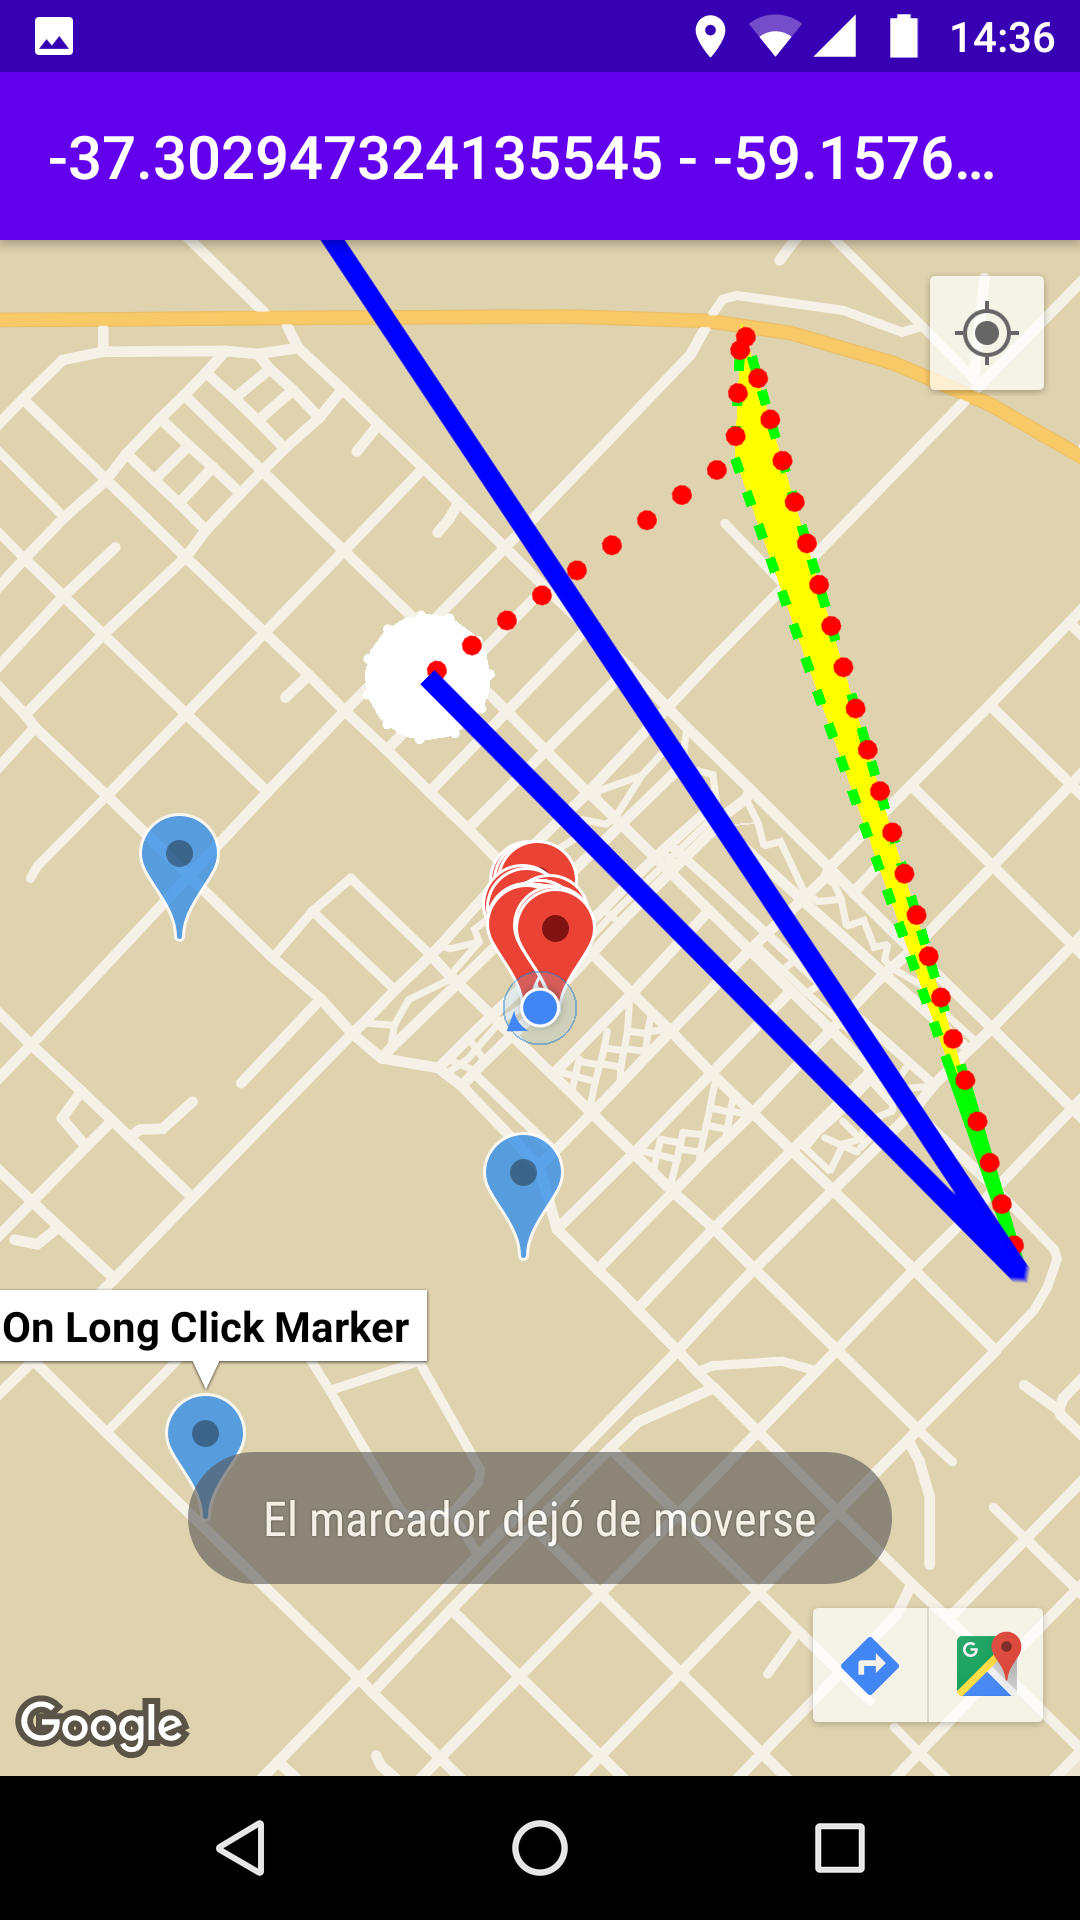 14:36
-37.302947324135545 - -59.1576…
On Long Click Marker
El marcador dejó de moverse
G
Google